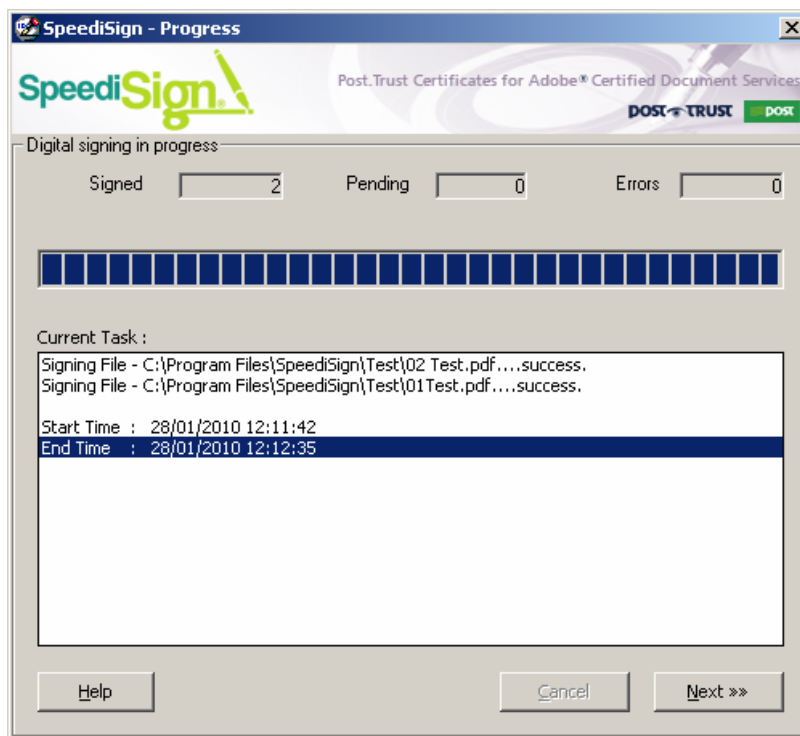 SpeediSign - Progress
SpeediSign.
Post.Trust Certificates for Adobe® Certified Document Services
POST TRUST post
Digital signing in progress
Signed 2 Pending 0 Errors 0
Current Task :
Signing File - C:\Program Files\SpeediSign\Test\02 Test.pdf....success.
Signing File - C:\Program Files\SpeediSign\Test\01Test.pdf....success.
Start Time : 28/01/2010 12:11:42
End Time : 28/01/2010 12:12:35
Help Cancel Next »»